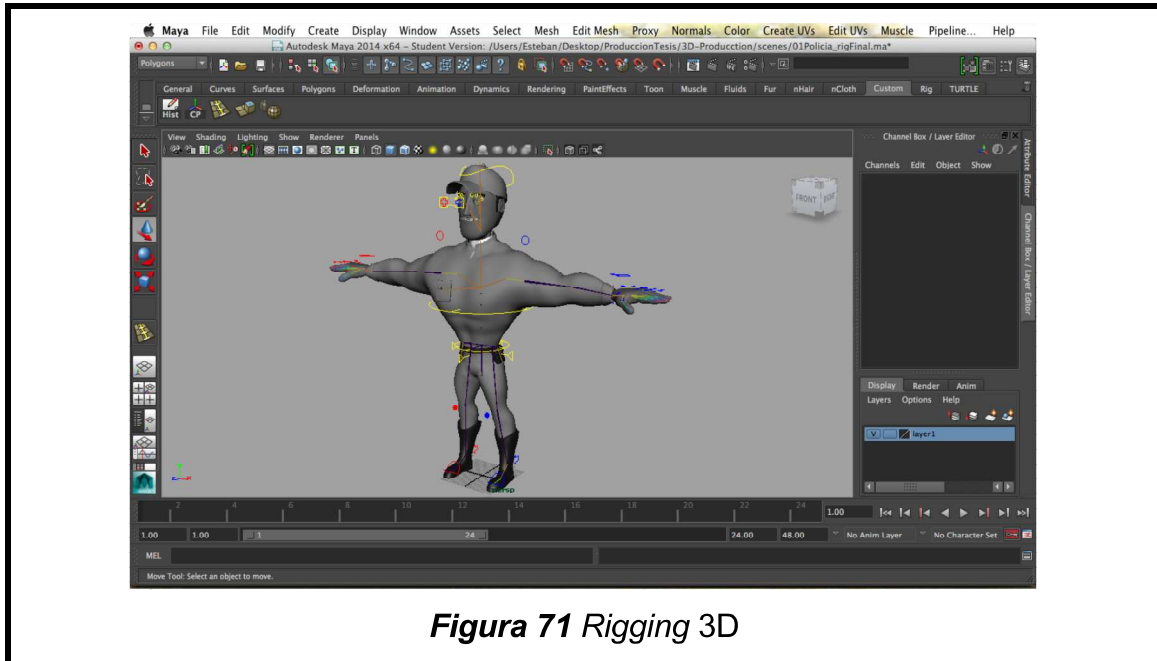 Maya File Edit Modify Create Display Window Assets Select Mesh Edit Mesh Proxy Normals Color Create UVs Edit UVs Muscle Pipeline... Help
Autodesk Maya 2014 x64 – Student Version: /Users/Esteban/Desktop/ProduccionTesis/3D-Producction/scenes/01Policia_rigFinal.ma*
Polygons
General Curves Surfaces Polygons Deformation Animation Dynamics Rendering PaintEffects Toon Muscle Fluids Fur nHair nCloth Custom Rig TURTLE
Hist CP
View Shading Lighting Show Renderer Panels
Channel Box / Layer Editor
Channels Edit Object Show
Attribute Editor
Channel Box / Layer Editor
FRONT
persp
Display Render Anim
Layers Options Help
V layer1
2 4 6 8 10 12 14 16 18 20 22 24 1.00
1.00 1.00 1 24 24.00 48.00 No Anim Layer No Character Set
MEL
Move Tool: Select an object to move.
Figura 71 Rigging 3D